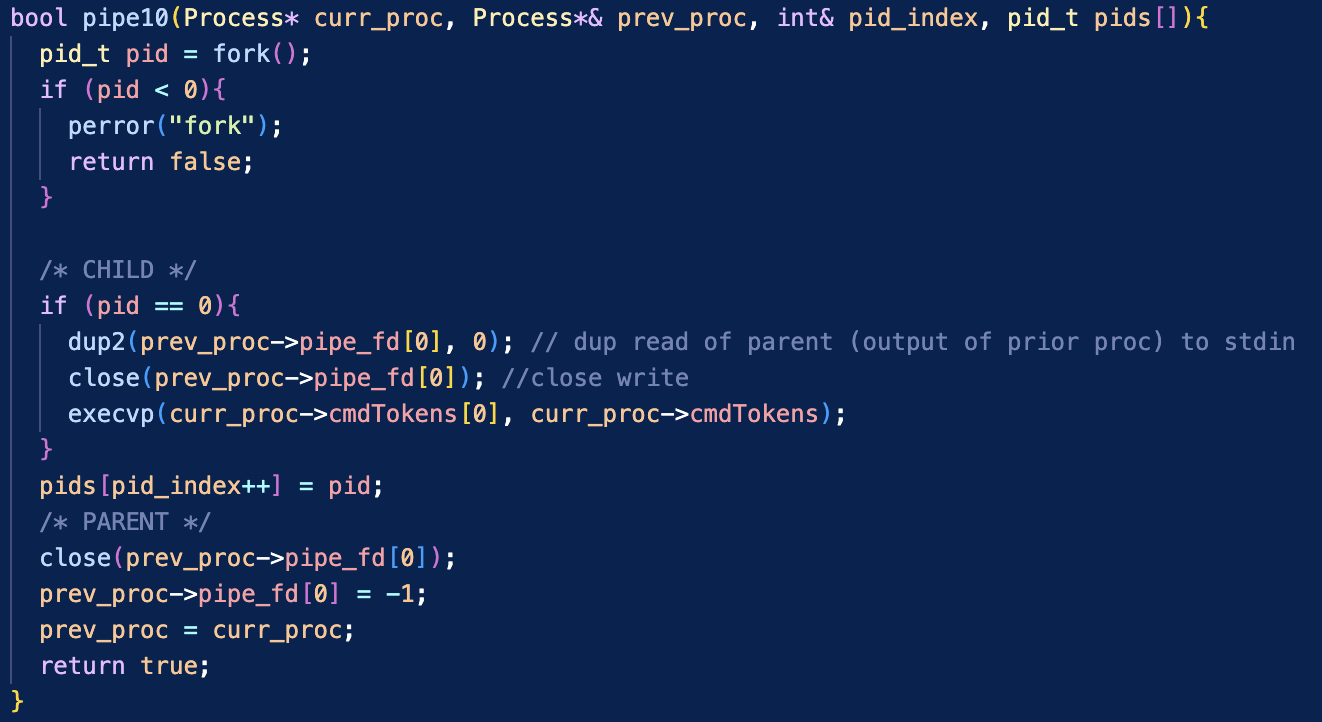 bool pipe10(Process* curr_proc, Process*& prev_proc, int& pid_index, pid_t pids[]){
  pid_t pid = fork();
  if (pid < 0){
    perror("fork");
    return false;
  }

  /* CHILD */
  if (pid == 0){
    dup2(prev_proc->pipe_fd[0], 0); // dup read of parent (output of prior proc) to stdin
    close(prev_proc->pipe_fd[0]); //close write
    execvp(curr_proc->cmdTokens[0], curr_proc->cmdTokens);
  }
  pids[pid_index++] = pid;
  /* PARENT */
  close(prev_proc->pipe_fd[0]);
  prev_proc->pipe_fd[0] = -1;
  prev_proc = curr_proc;
  return true;
}